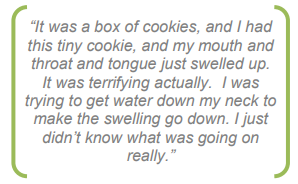 “It was a box of cookies, and I had
this tiny cookie, and my mouth and
throat and tongue just swelled up.
It was terrifying actually.  I was
trying to get water down my neck to
make the swelling go down. I just
didn’t know what was going on
really.”